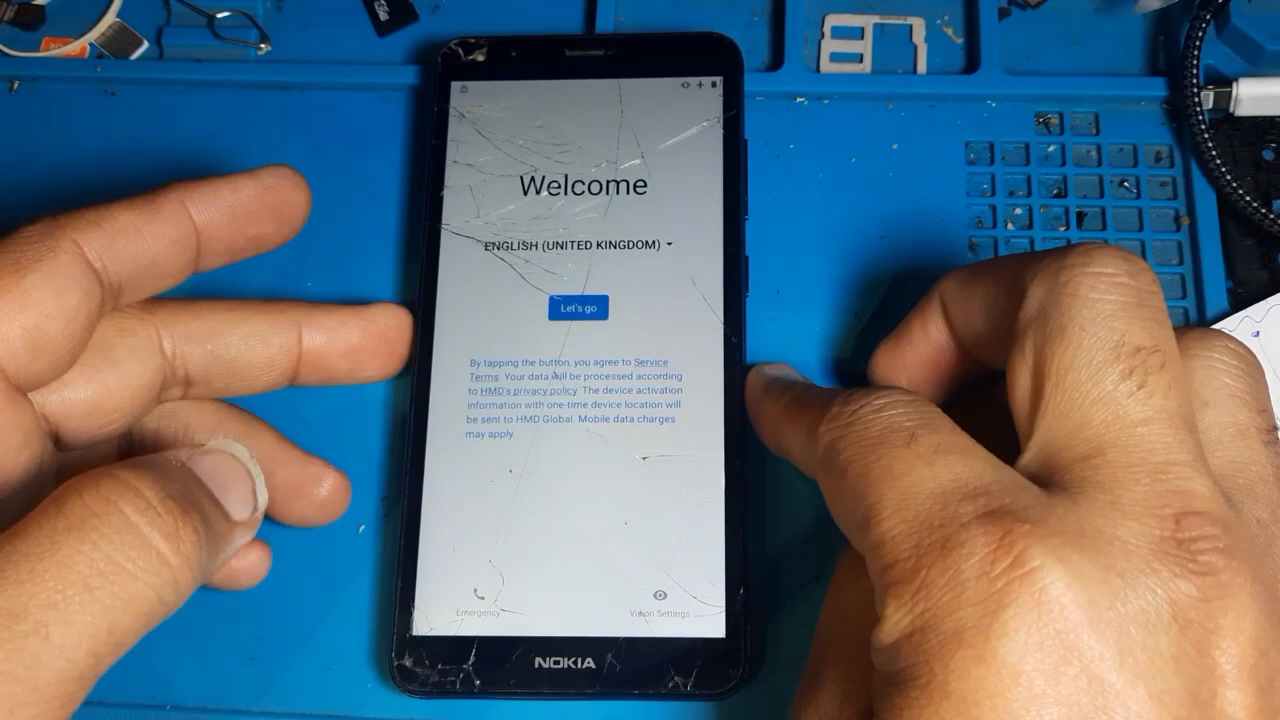 Welcome
ENGLISH (UNITED KINGDOM)
Let's go
By tapping the button, you agree to Service
Terms. Your data will be processed according
to HMD's privacy policy. The device activation
information with one-time device location will
be sent to HMD Global. Mobile data charges
may apply.
Emergency
Vision Settings
NOKIA